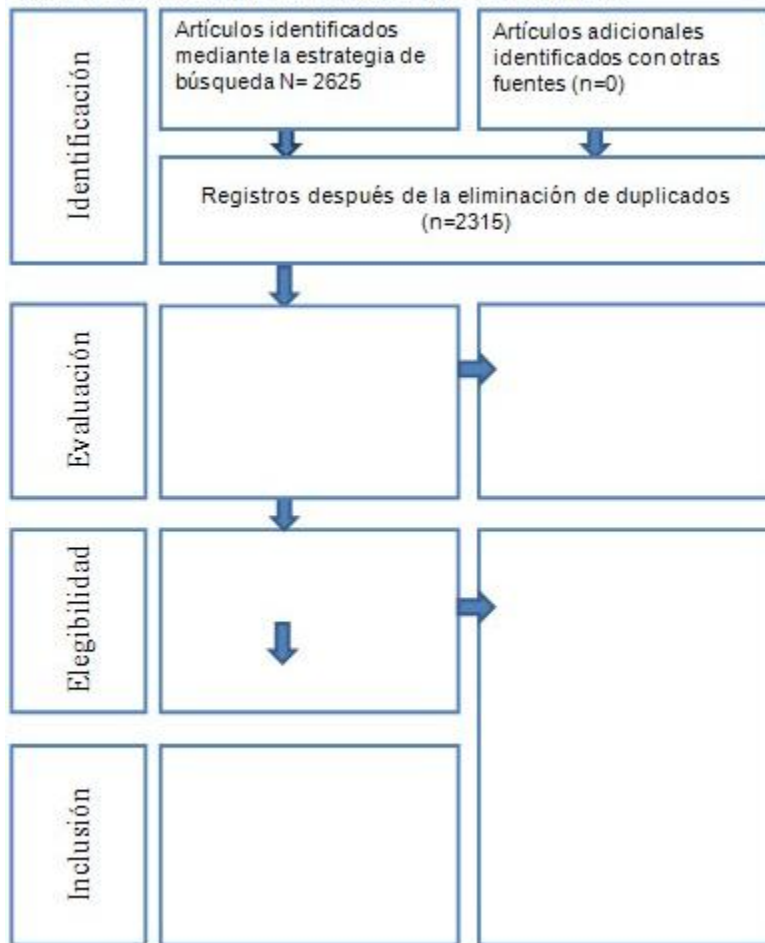 Identificación
Artículos identificados
mediante la estrategia de
búsqueda N= 2625
Artículos adicionales
identificados con otras
fuentes (n=0)
Registros después de la eliminación de duplicados
(n=2315)
Evaluación
Elegibilidad
Inclusión